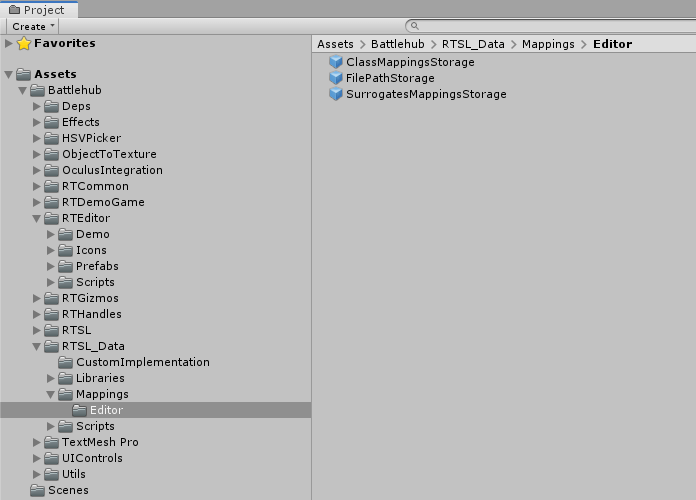 Project
Create
Favorites
Assets
Battlehub
Deps
Effects
HSVPicker
ObjectToTexture
OculusIntegration
RTCommon
RTDemoGame
RTEditor
Demo
Icons
Prefabs
Scripts
RTGizmos
RTHandles
RTSL
RTSL_Data
CustomImplementation
Libraries
Mappings
Editor
Scripts
TextMesh Pro
UIControls
Utils
Scenes
Assets Battlehub RTSL_Data Mappings Editor
ClassMappingsStorage
FilePathStorage
SurrogatesMappingsStorage